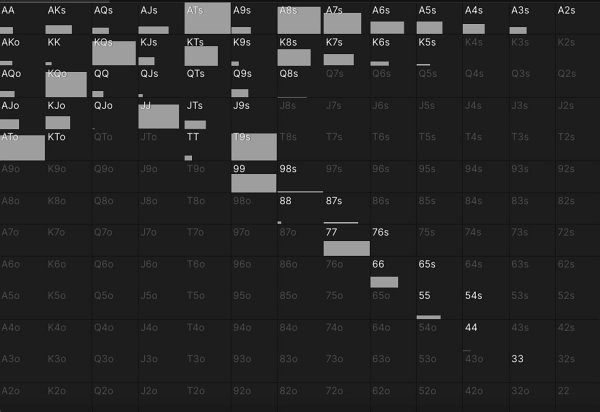 AA AKs AQs AJs ATs A9s A8s A7s A6s A5s A4s A3s A2s
AKo KK KQs KJs KTs K9s K8s K7s K6s K5s K4s K3s K2s
AQo KQo QQ QJs QTs Q9s Q8s Q7s Q6s Q5s Q4s Q3s Q2s
AJo KJo QJo JJ JTs J9s J8s J7s J6s J5s J4s J3s J2s
ATo KTo QTo JTo TT T9s T8s T7s T6s T5s T4s T3s T2s
A9o K9o Q9o J9o T9o 99 98s 97s 96s 95s 94s 93s 92s
A8o K8o Q8o J8o T8o 98o 88 87s 86s 85s 84s 83s 82s
A7o K7o Q7o J7o T7o 97o 87o 77 76s 75s 74s 73s 72s
A6o K6o Q6o J6o T6o 96o 86o 76o 66 65s 64s 63s 62s
A5o K5o Q5o J5o T5o 95o 85o 75o 65o 55 54s 53s 52s
A4o K4o Q4o J4o T4o 94o 84o 74o 64o 54o 44 43s 42s
A3o K3o Q3o J3o T3o 93o 83o 73o 63o 53o 43o 33 32s
A2o K2o Q2o J2o T2o 92o 82o 72o 62o 52o 42o 32o 22